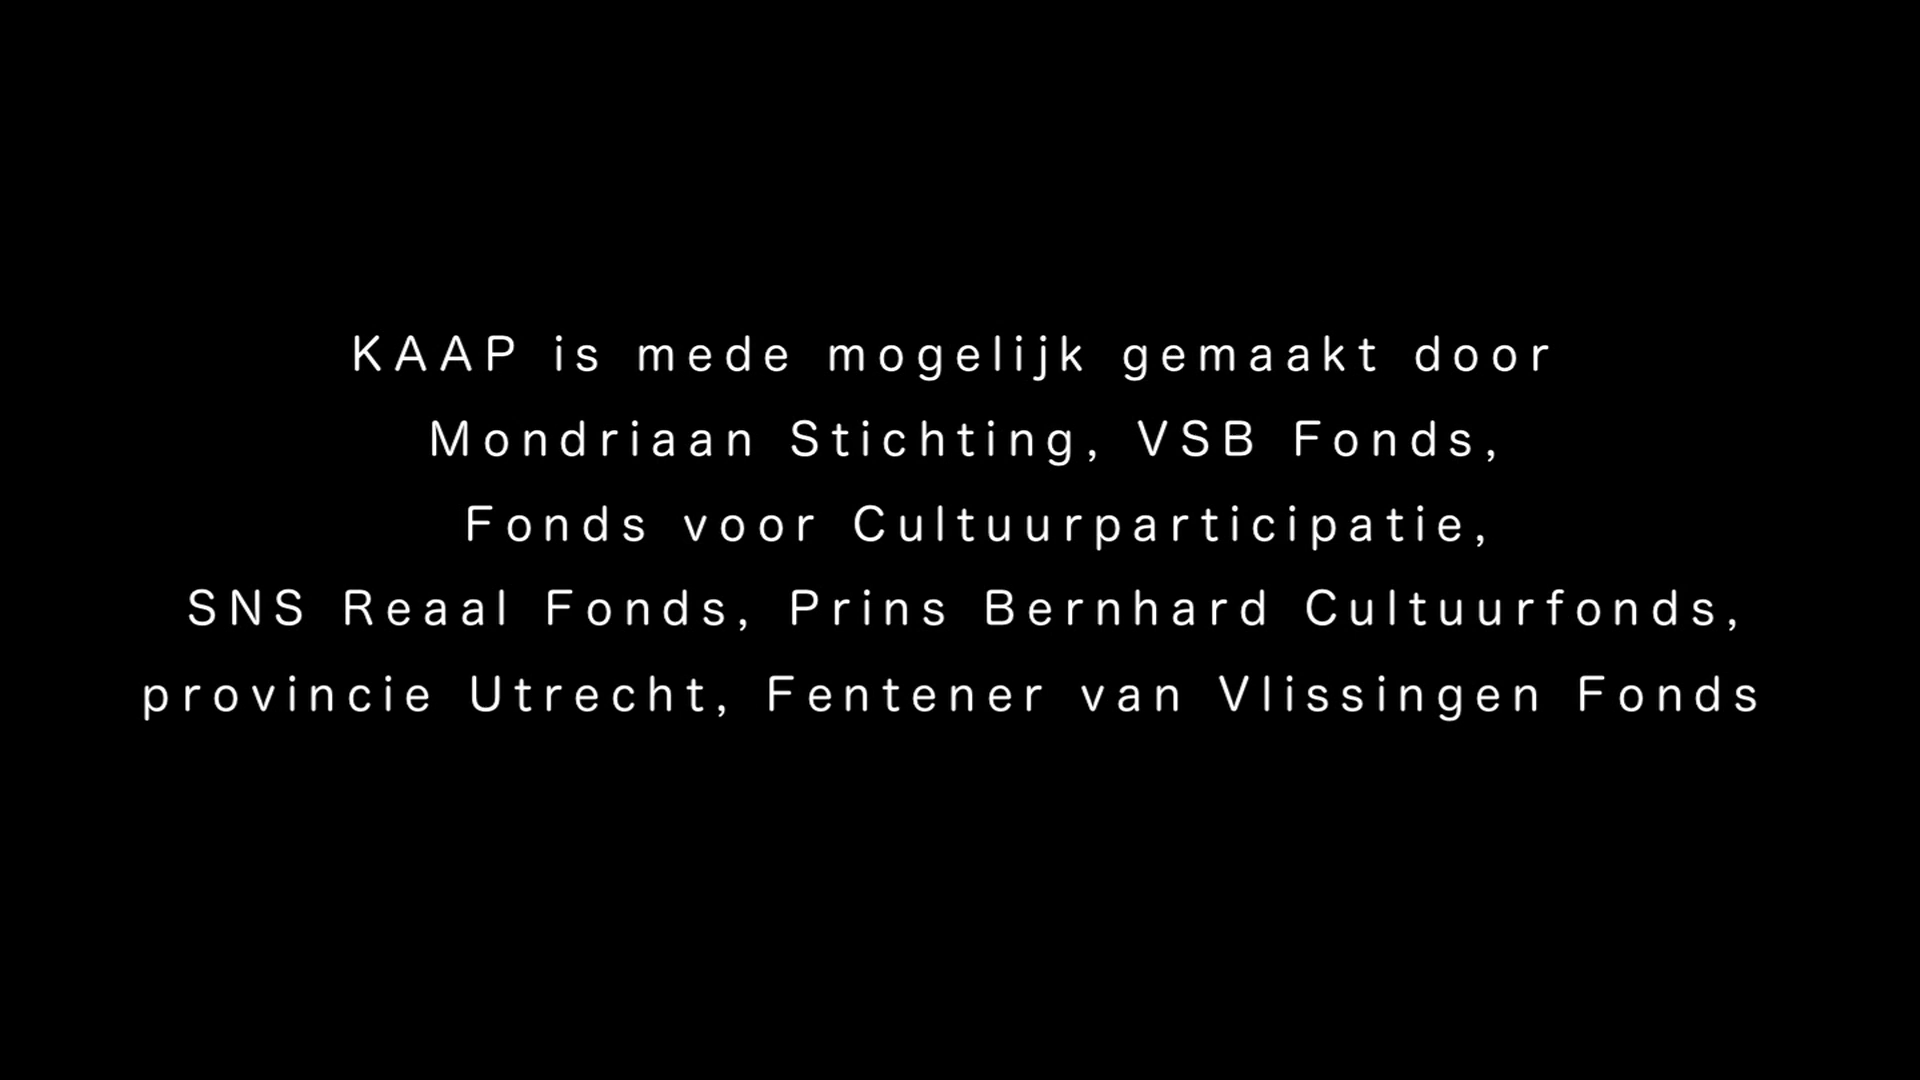 KAAP is mede mogelijk gemaakt door
Mondriaan Stichting, VSB Fonds,
Fonds voor Cultuurparticipatie,
SNS Reaal Fonds, Prins Bernhard Cultuurfonds,
provincie Utrecht, Fentener van Vlissingen Fonds